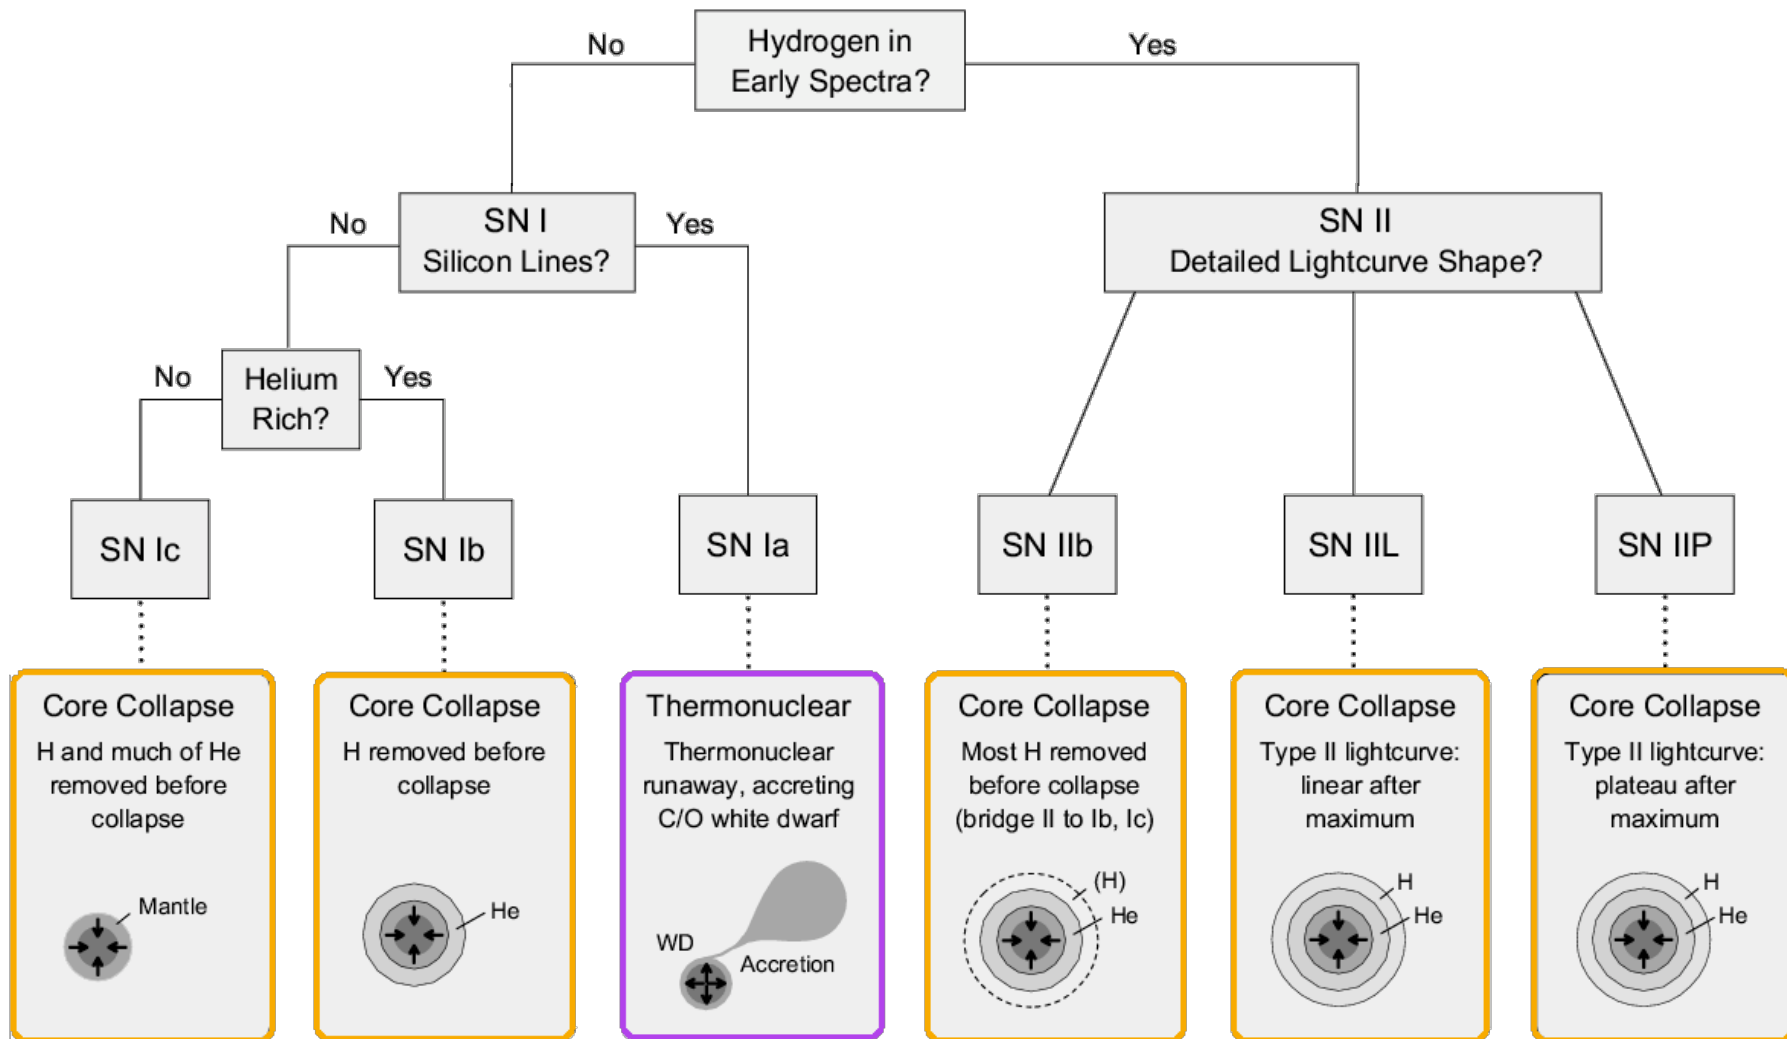 Hydrogen in
Early Spectra?
No
Yes
SN I
Silicon Lines?
No
Yes
SN II
Detailed Lightcurve Shape?
Helium
Rich?
No
Yes
SN Ic
SN Ib
SN Ia
SN IIb
SN IIL
SN IIP
Core Collapse
H and much of He
removed before
collapse
Mantle
Core Collapse
H removed before
collapse
He
Thermonuclear
Thermonuclear
runaway, accreting
C/O white dwarf
WD
Accretion
Core Collapse
Most H removed
before collapse
(bridge II to Ib, Ic)
(H)
He
Core Collapse
Type II lightcurve:
linear after
maximum
H
He
Core Collapse
Type II lightcurve:
plateau after
maximum
H
He